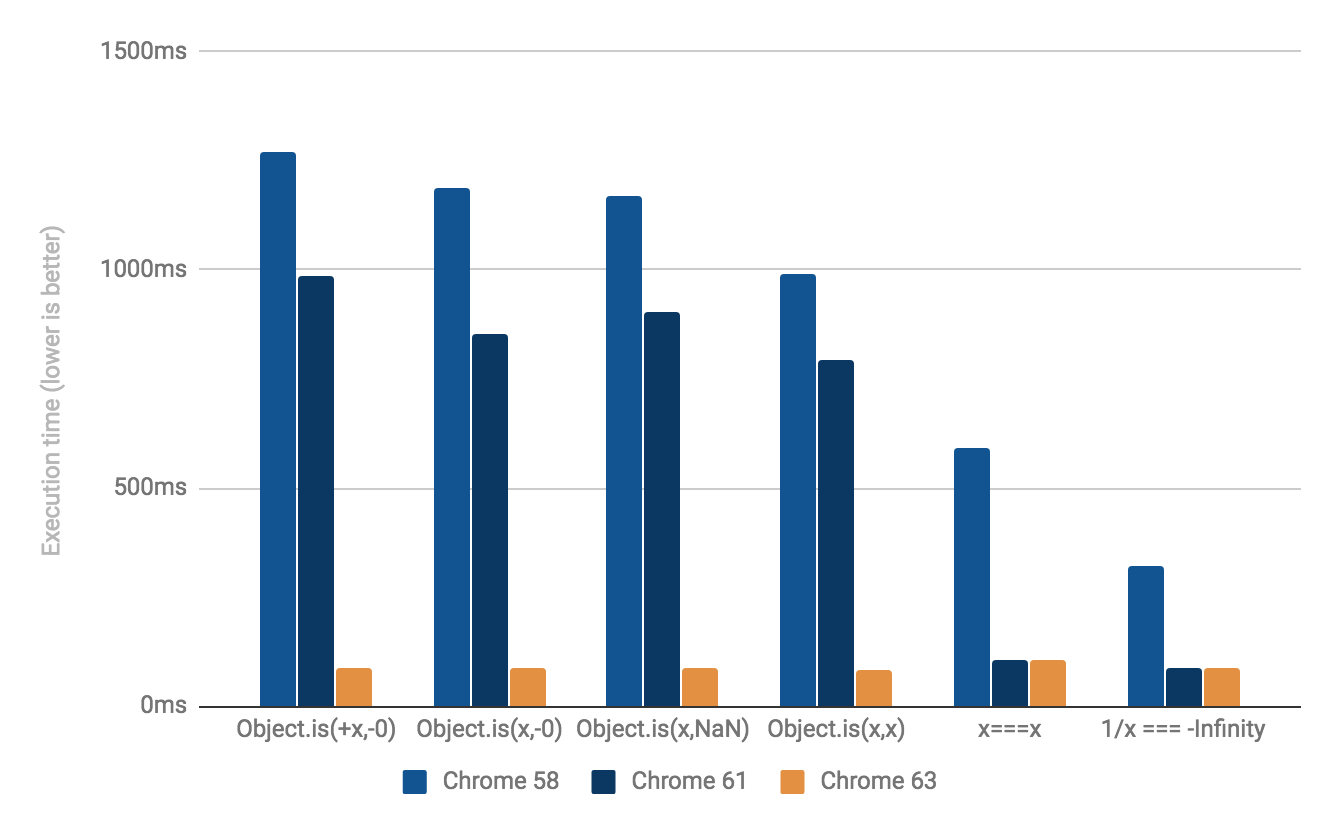 1500ms
1000ms
500ms
0ms
Execution time (lower is better)
Object.is(+x,-0) Object.is(x,-0) Object.is(x,NaN) Object.is(x,x) x===x 1/x === -Infinity
Chrome 58 Chrome 61 Chrome 63